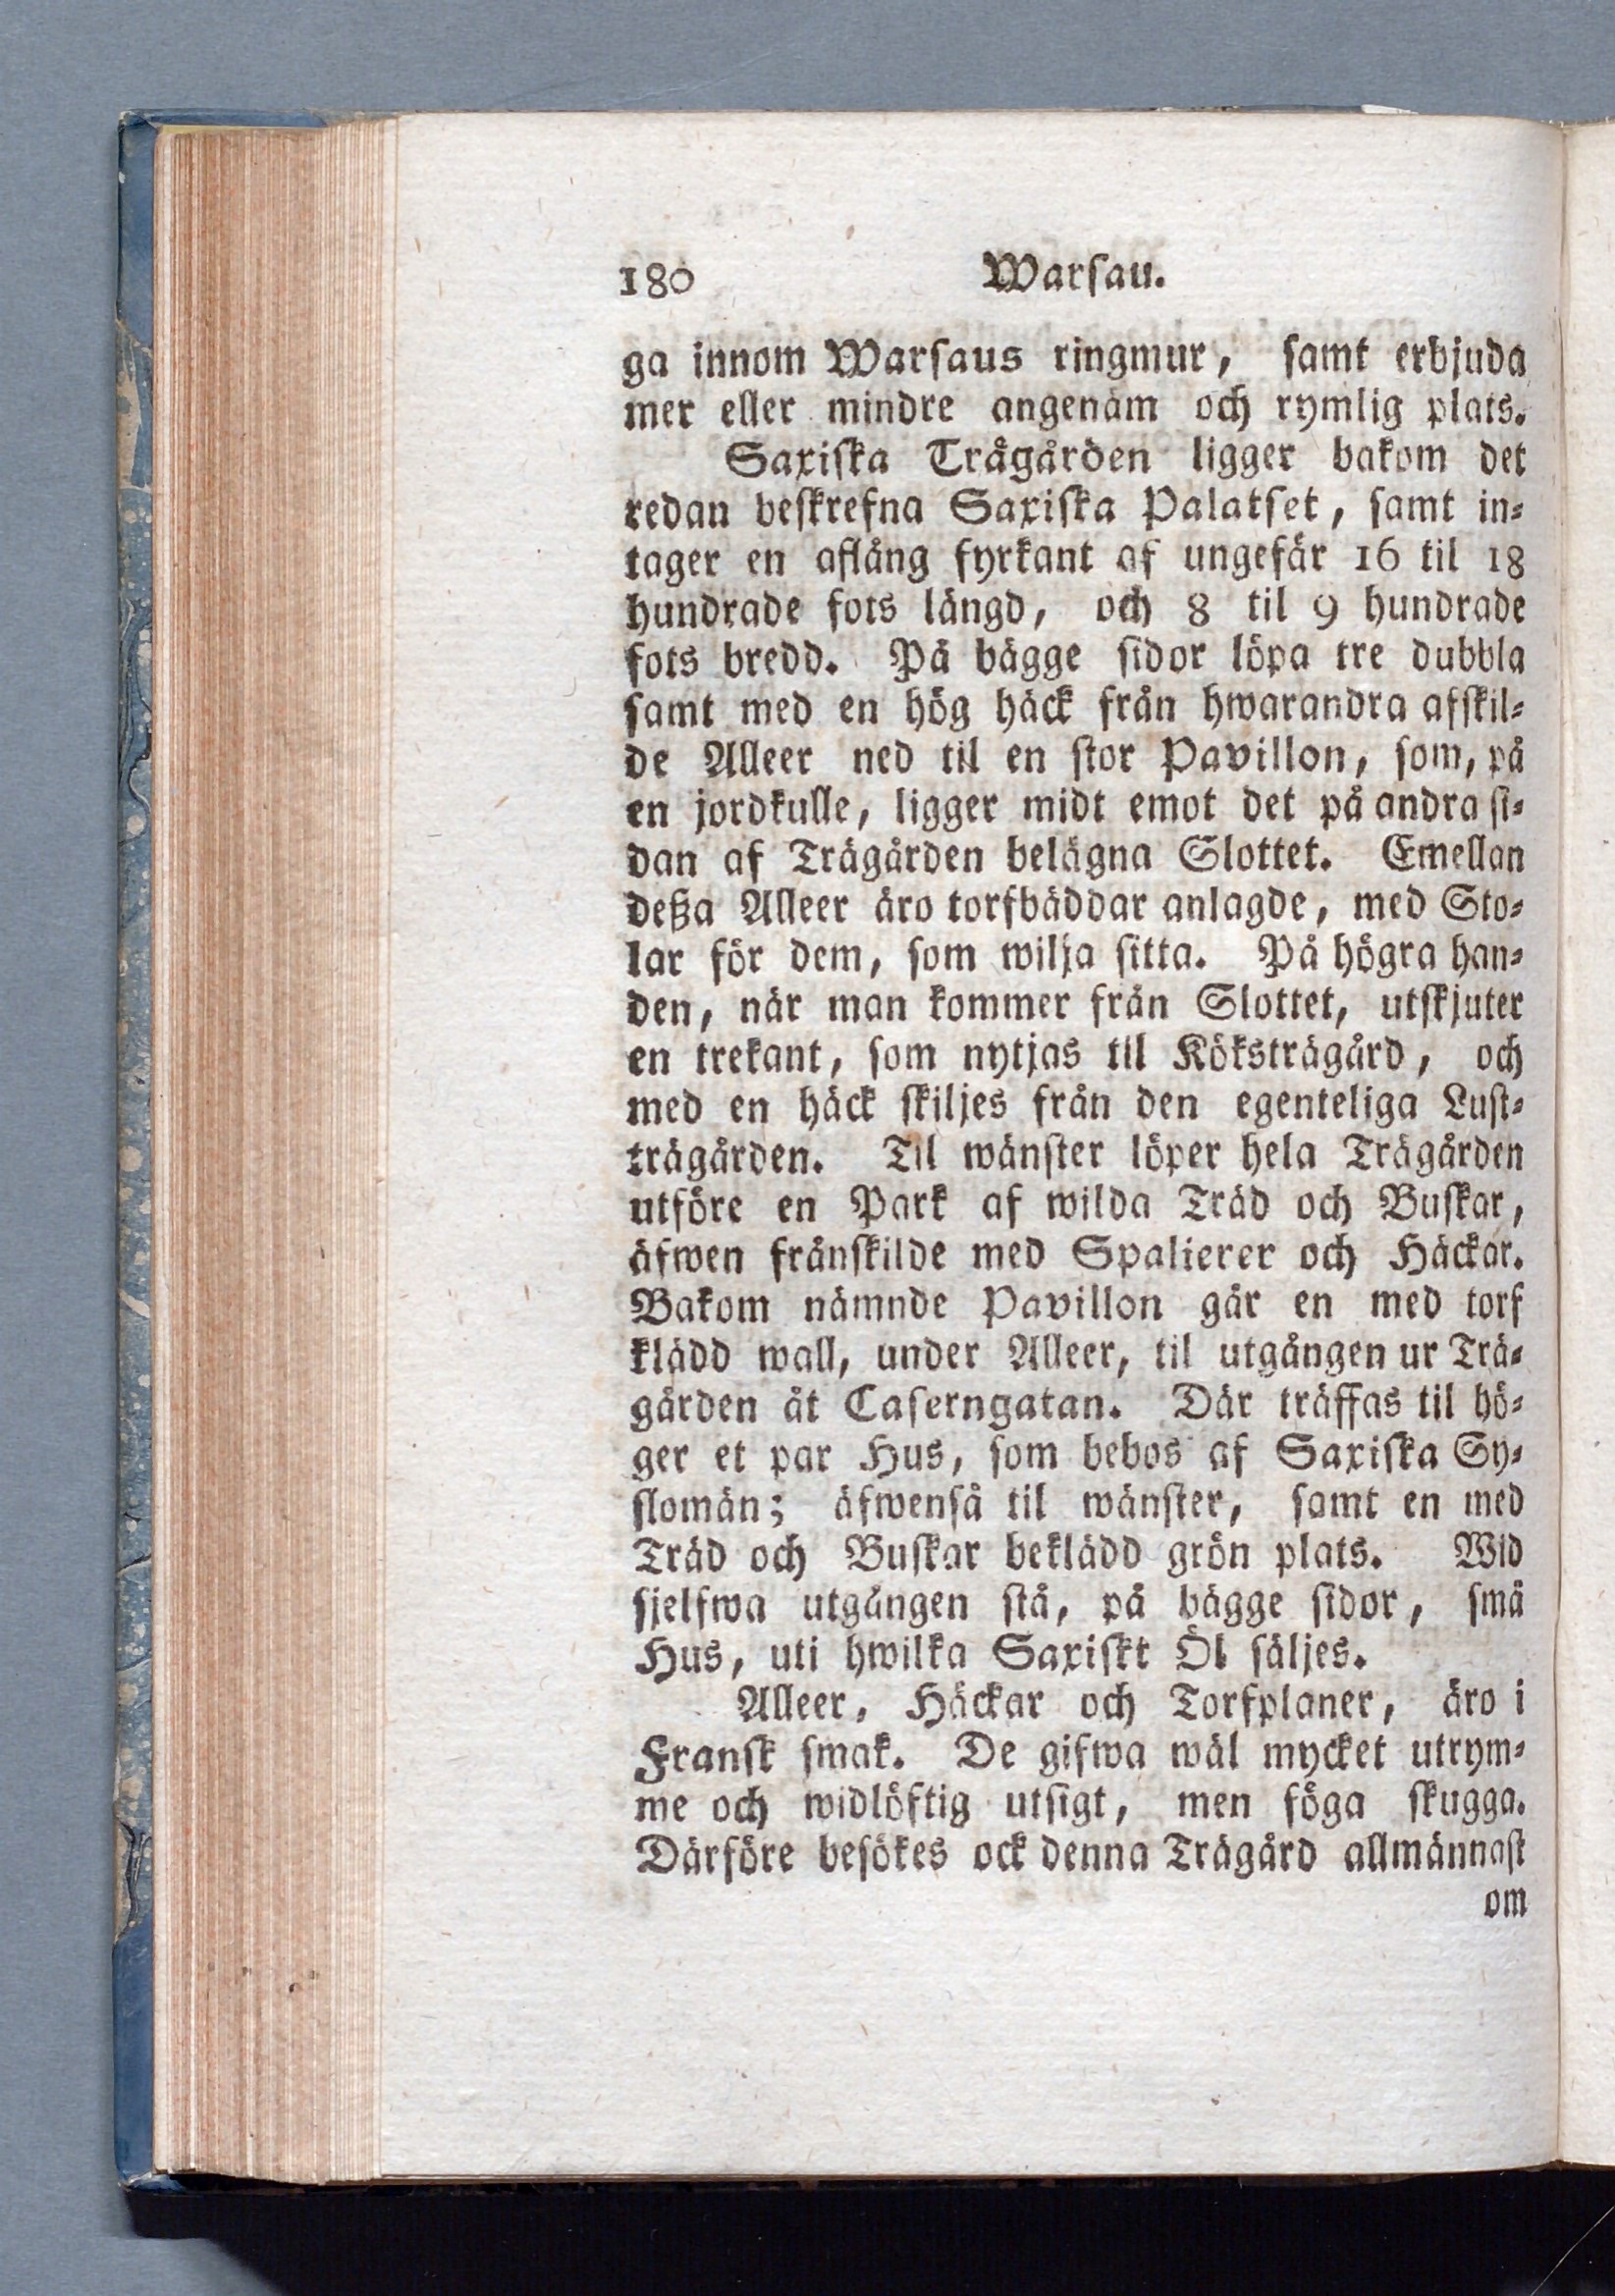 180 Warsau.
ga innom Warsaus ringmur, samt erbjuda
mer eller mindre angenäm och rymlig plats.
Saxiska Trägården ligger bakom det
redan beskrefna Saxiska Palatset, samt in-
tager en aflång fyrkant af ungefär 16 til 18
hundrade fots längd, och 8 til 9 hundrade
fots bredd. På bägge sidor löpa tre dubbla
samt med en hög häck från hwarandra afskil-
de Alleer ned til en stor Pavillon, som, på
en jordkulle, ligger midt emot det på andra si-
dan af Trägården belägna Slottet. Emellan
deßa Alleer äro torfbäddar anlagde, med Sto-
lar för dem, som wilja sitta. På högra han-
den, när man kommer från Slottet, utskjuter
en trekant, som nytjas til Köksträgård, och
med en häck skiljes från den egenteliga Lust-
trägården. Til wänster löper hela Trägården
utföre en Park af wilda Träd och Buskar,
äfwen frånskilde med Spalierer och Häckar.
Bakom nämnde Pavillon går en med torf
klädd wall, under Alleer, til utgången ur Trä-
gården åt Caserngatan. Där träffas til hö-
ger et par Hus, som bebos af Saxiska Sy-
slomän; äfwenså til wänster, samt en med
Träd och Buskar beklädd grön plats. Wid
sjelfwa utgången stå, på bägge sidor, små
Hus, uti hwilka Saxiskt Öl säljes.
Alleer, Häckar och Torfplaner, äro i
Fransk smak. De gifwa wäl mycket utrym-
me och widlöftig utsigt, men föga skugga.
Därföre besökes ock denna Trägård allmännast
om